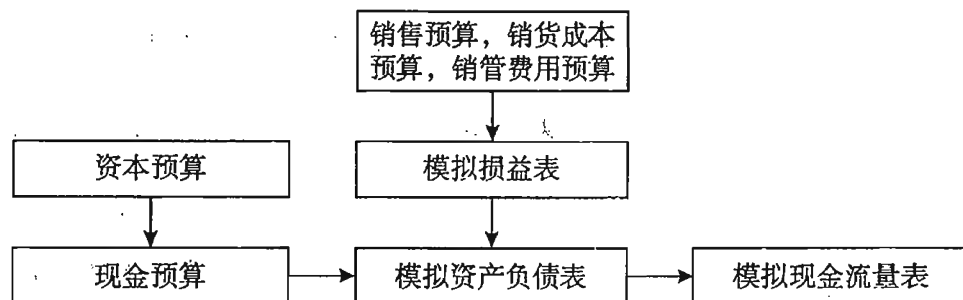 销售预算，销货成本
预算，销管费用预算
资本预算
模拟损益表
现金预算
模拟资产负债表
模拟现金流量表